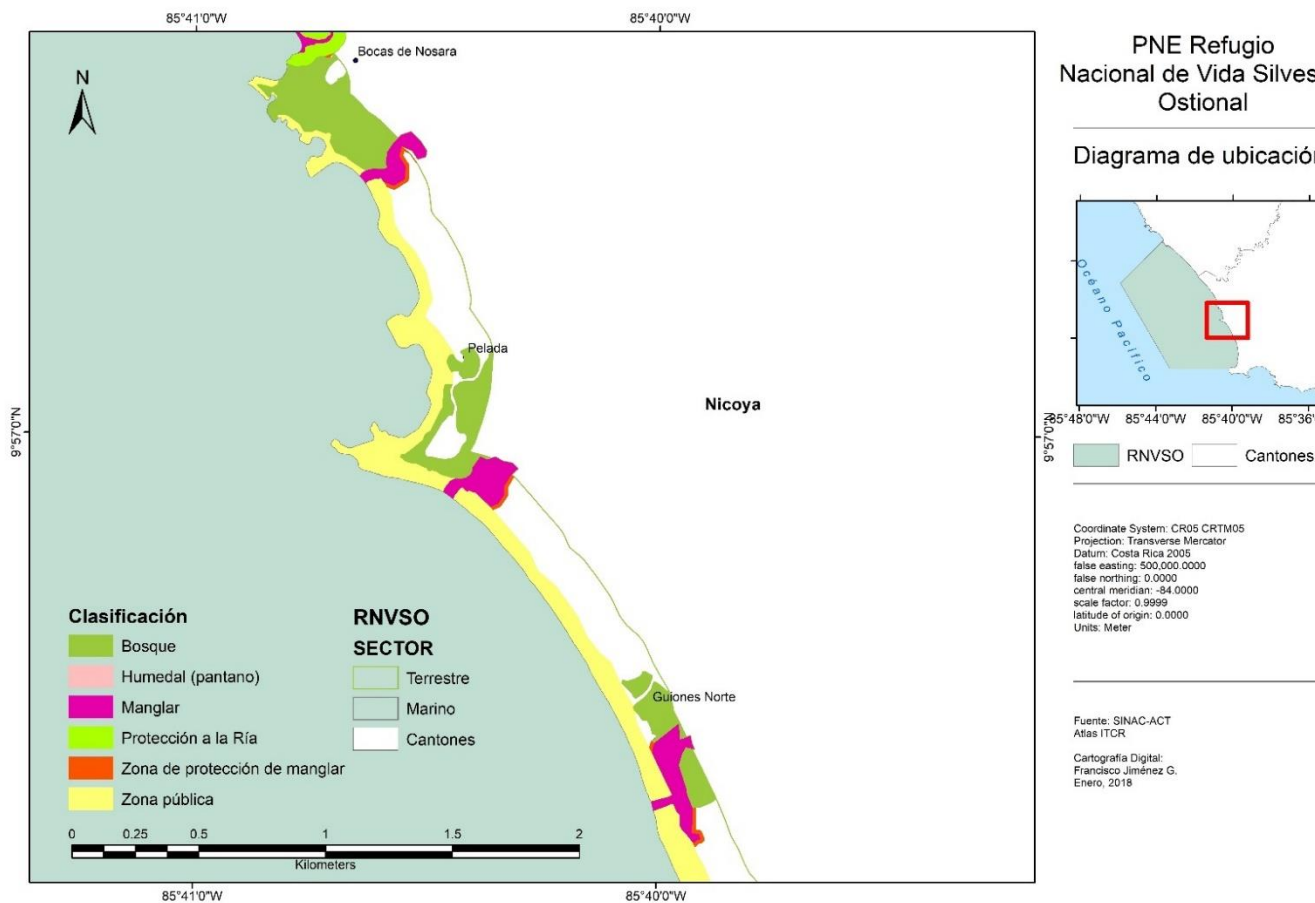 85°41'0"W
85°40'0"W
N
Bocas de Nosara
Pelada
Nicoya
9°57'0"N
9°57'0"N
Guiones Norte
Clasificación
Bosque
Humedal (pantano)
Manglar
Protección a la Ría
Zona de protección de manglar
Zona pública
RNVSO
SECTOR
Terrestre
Marino
Cantones
0 0.25 0.5 1 1.5 2
Kilometers
85°41'0"W
85°40'0"W
PNE Refugio
Nacional de Vida Silves
Ostional
Diagrama de ubicación
Océano Pacífico
85°48'0"W 85°44'0"W 85°40'0"W 85°36'
RNVSO
Cantones
Coordinate System: CR05 CRTM05
Projection: Transverse Mercator
Datum: Costa Rica 2005
false easting: 500,000.0000
false northing: 0.0000
central meridian: -84.0000
scale factor: 0.9999
latitude of origin: 0.0000
Units: Meter
Fuente: SINAC-ACT
Atlas ITCR
Cartografía Digital:
Francisco Jiménez G.
Enero, 2018